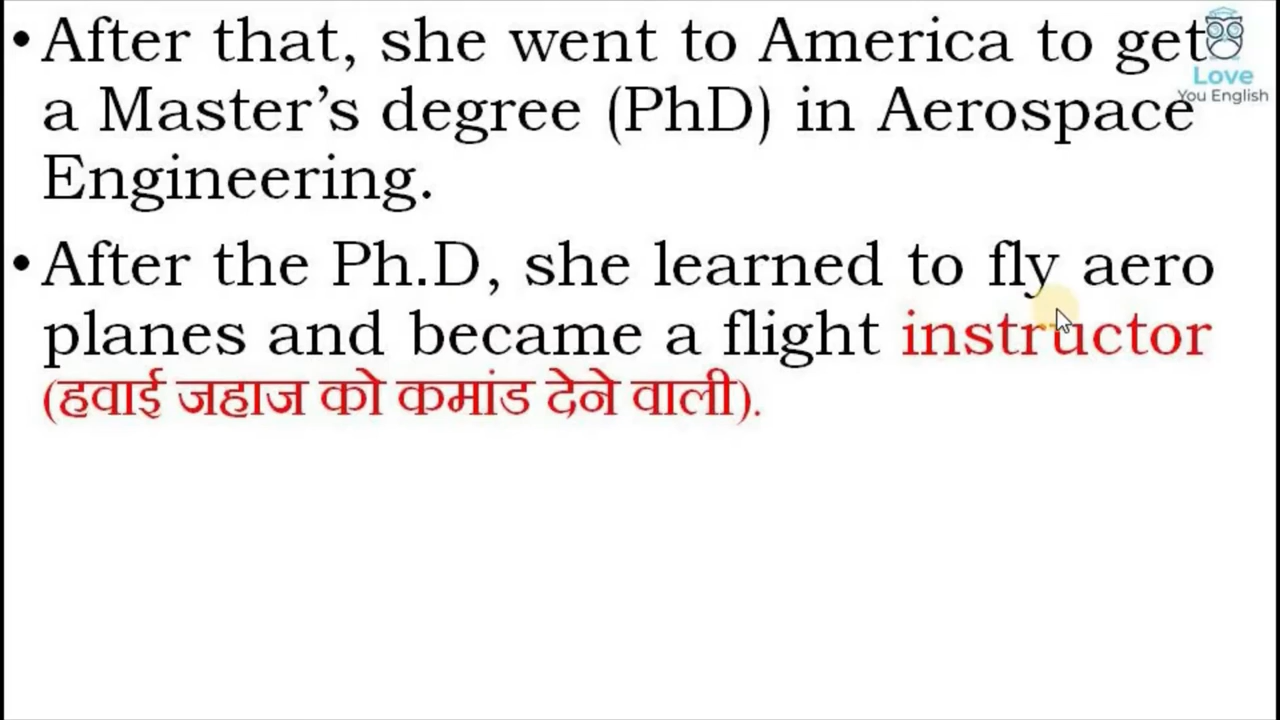 • After that, she went to America to get
a Master's degree (PhD) in Aerospace
Engineering.
• After the Ph.D, she learned to fly aero
planes and became a flight instructor
(हवाई जहाज को कमांड देने वाली).
Love
You English